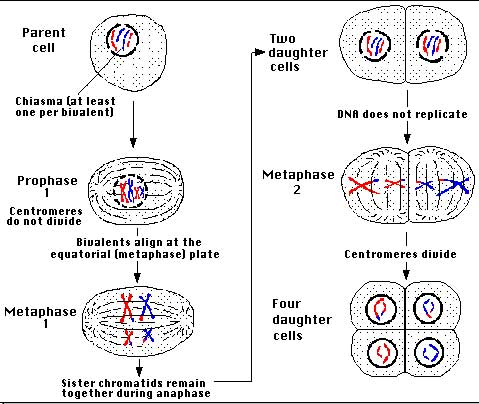 Parent
cell
Chiasma (at least
one per bivalent)
Prophase
1
Centromeres
do not divide
Bivalents align at the
equatorial (metaphase) plate
Metaphase
1
Sister chromatids remain
together during anaphase
Two
daughter
cells
DNA does not replicate
Metaphase
2
Centromeres divide
Four
daughter
cells